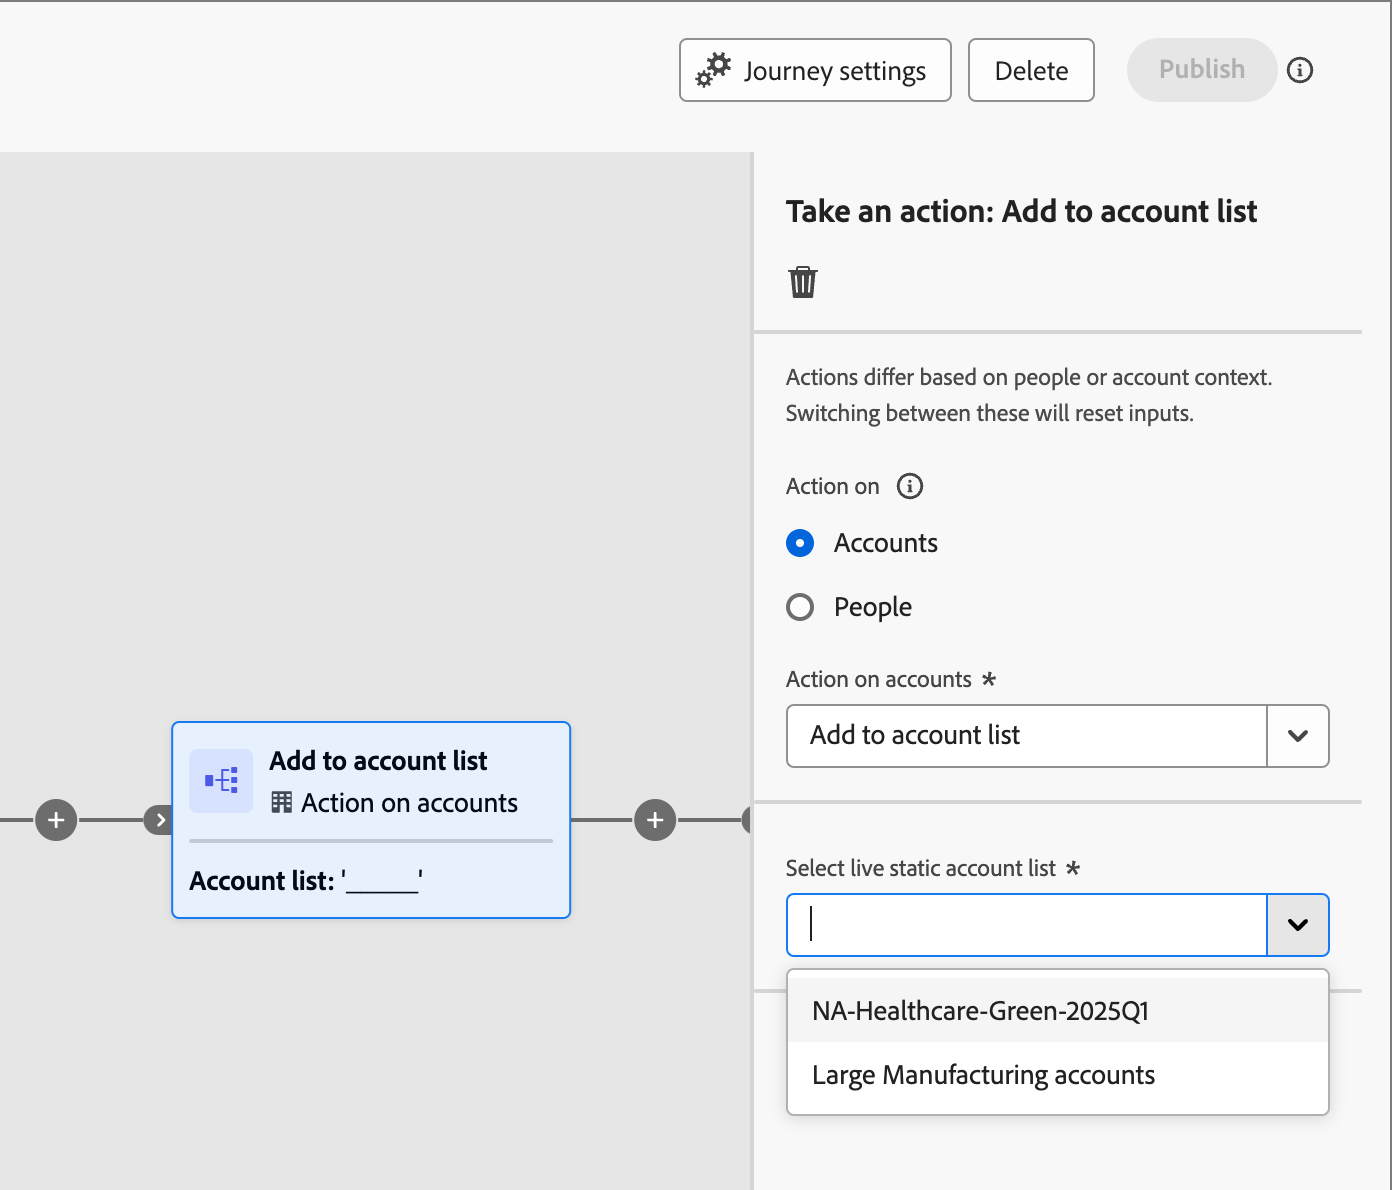 Journey settings
Delete
Publish
Take an action: Add to account list
Actions differ based on people or account context.
Switching between these will reset inputs.
Action on
Accounts
People
Action on accounts *
Add to account list
Select live static account list *
NA-Healthcare-Green-2025Q1
Large Manufacturing accounts
Add to account list
Action on accounts
Account list: '______'